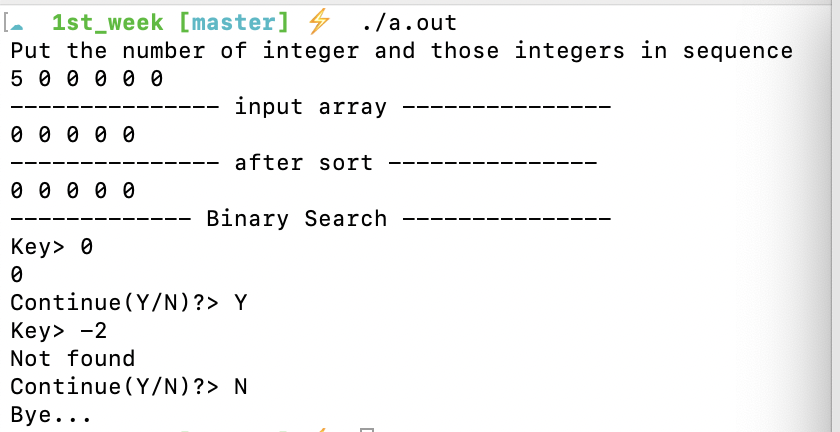 1st_week [master] ⚡ ./a.out
Put the number of integer and those integers in sequence
5 0 0 0 0 0
--------------- input array ---------------
0 0 0 0 0
--------------- after sort ---------------
0 0 0 0 0
------------- Binary Search ---------------
Key> 0
0
Continue(Y/N)?> Y
Key> -2
Not found
Continue(Y/N)?> N
Bye...